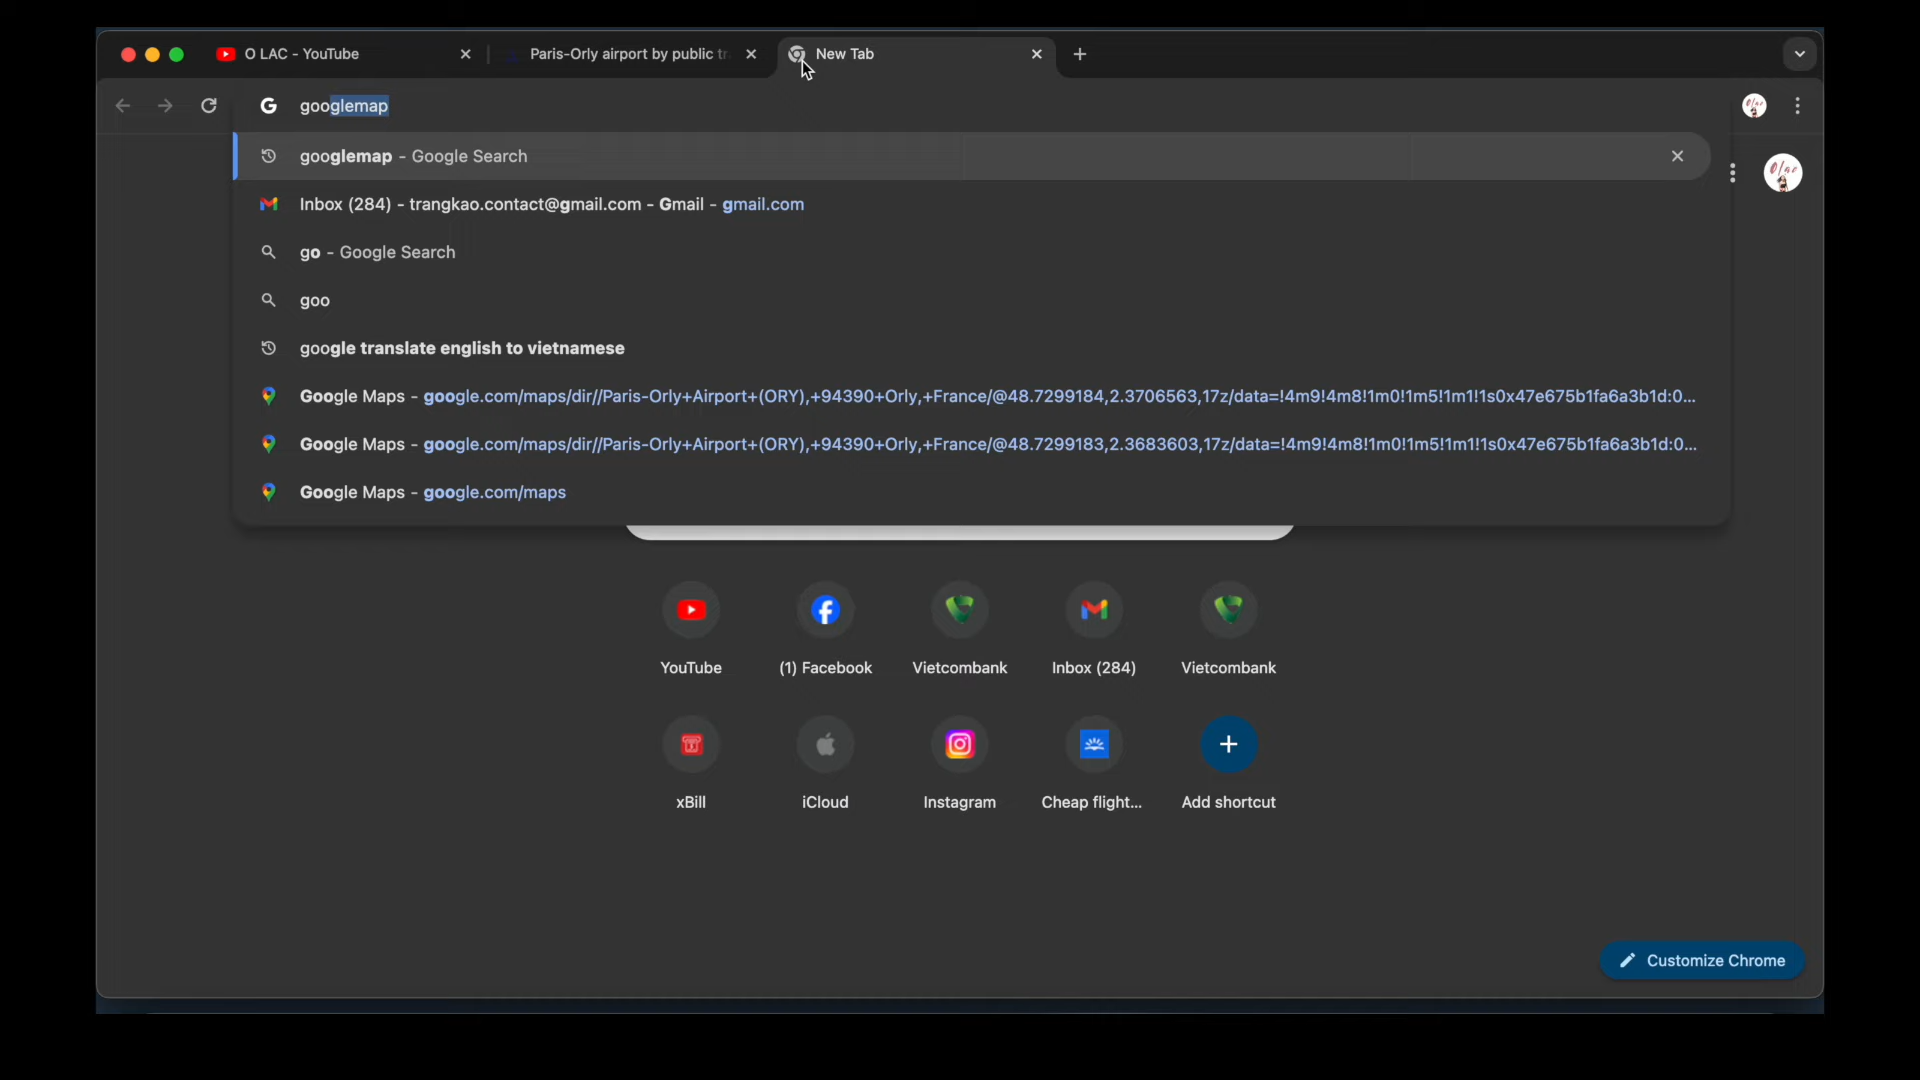 O LAC - YouTube
Paris-Orly airport by public tr
New Tab
googlemap
googlemap - Google Search
Inbox (284) - trangkao.contact@gmail.com - Gmail - gmail.com
go - Google Search
goo
google translate english to vietnamese
Google Maps - google.com/maps/dir//Paris-Orly+Airport+(ORY),+94390+Orly,+France/@48.7299184,2.3706563,17z/data=!4m9!4m8!1m0!1m5!1m1!1s0x47e675b1fa6a3b1d:0...
Google Maps - google.com/maps/dir//Paris-Orly+Airport+(ORY),+94390+Orly,+France/@48.7299183,2.3683603,17z/data=!4m9!4m8!1m0!1m5!1m1!1s0x47e675b1fa6a3b1d:0...
Google Maps - google.com/maps
YouTube
(1) Facebook
Vietcombank
Inbox (284)
Vietcombank
xBill
iCloud
Instagram
Cheap flight...
Add shortcut
Customize Chrome